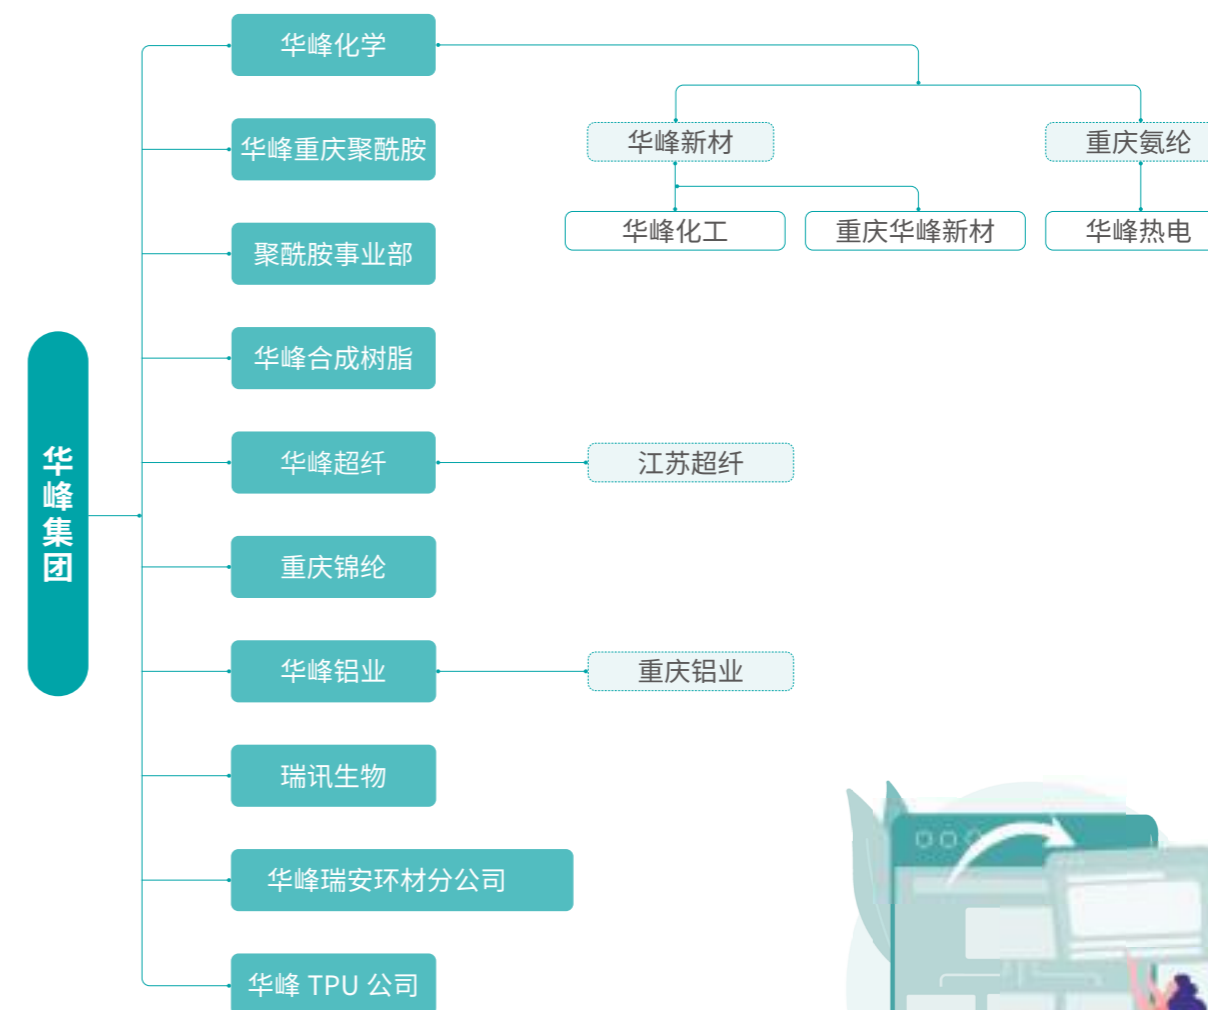 华峰集团
华峰化学
华峰新材
重庆氨纶
华峰化工
重庆华峰新材
华峰热电
华峰重庆聚酰胺
聚酰胺事业部
华峰合成树脂
华峰超纤
江苏超纤
重庆锦纶
华峰铝业
重庆铝业
瑞讯生物
华峰瑞安环材分公司
华峰 TPU 公司